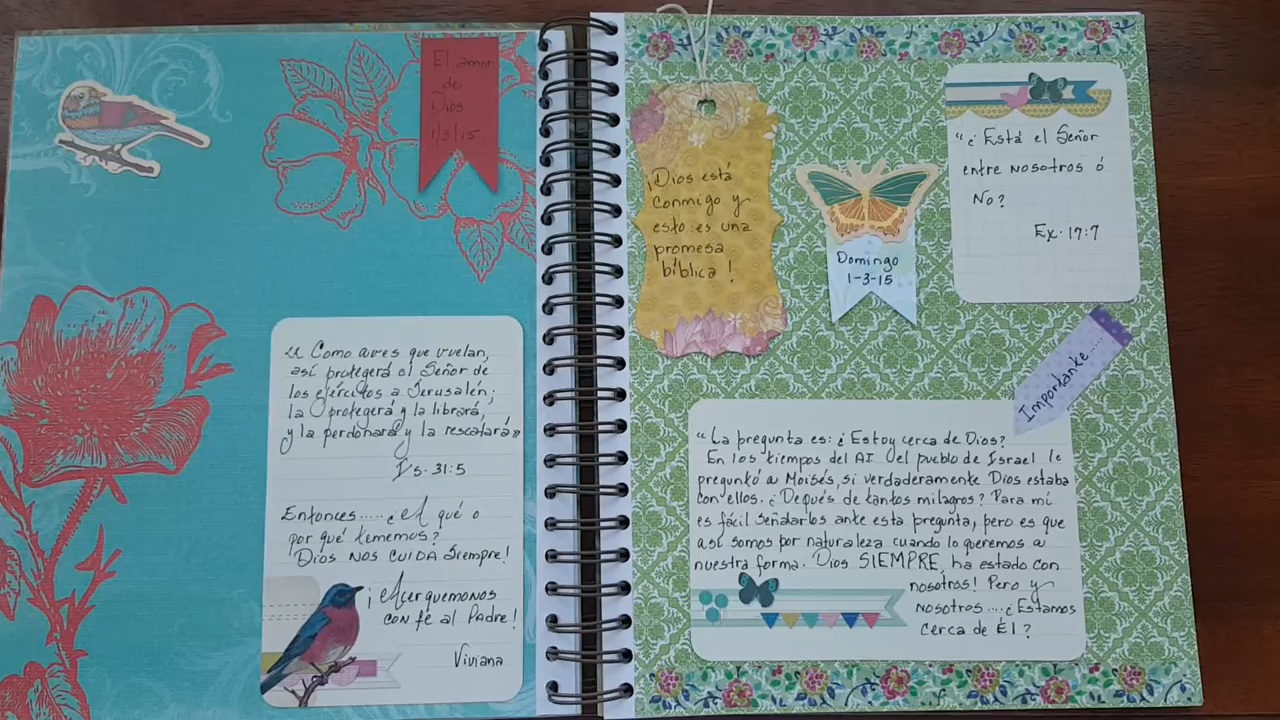 El amor
de
Dios
1/3/15
“Como aves que vuelan,
así protegerá el Señor de
los ejércitos a Jerusalén;
la protegerá y la librará,
y la perdonará y la rescatará”
Is. 31:5
Entonces.... ¿A qué o
por qué tememos?
Dios NOS CUIDA Siempre!
¡Acerquemonos
CON fé al PADRE!
Viviana
¡Dios está
conmigo y
esto es una
promesa
bíblica!
Domingo
1-3-15
“¿Está el Señor
entre nosotros ó
No?
Ex. 17:7
Importante.....
“La pregunta es: ¿Estoy cerca de Dios?
En los tiempos del AT el pueblo de Israel le
preguntó a Moisés, si verdaderamente Dios estaba
con ellos. ¿Depués de tantos milagros? Para mí
es fácil señalarlos ante esta pregunta, pero es que
así somos por naturaleza cuando lo queremos a
nuestra forma. Dios SIEMPRE, ha estado con
nosotros! Pero y
nosotros.... ¿Estamos
cerca de Él?